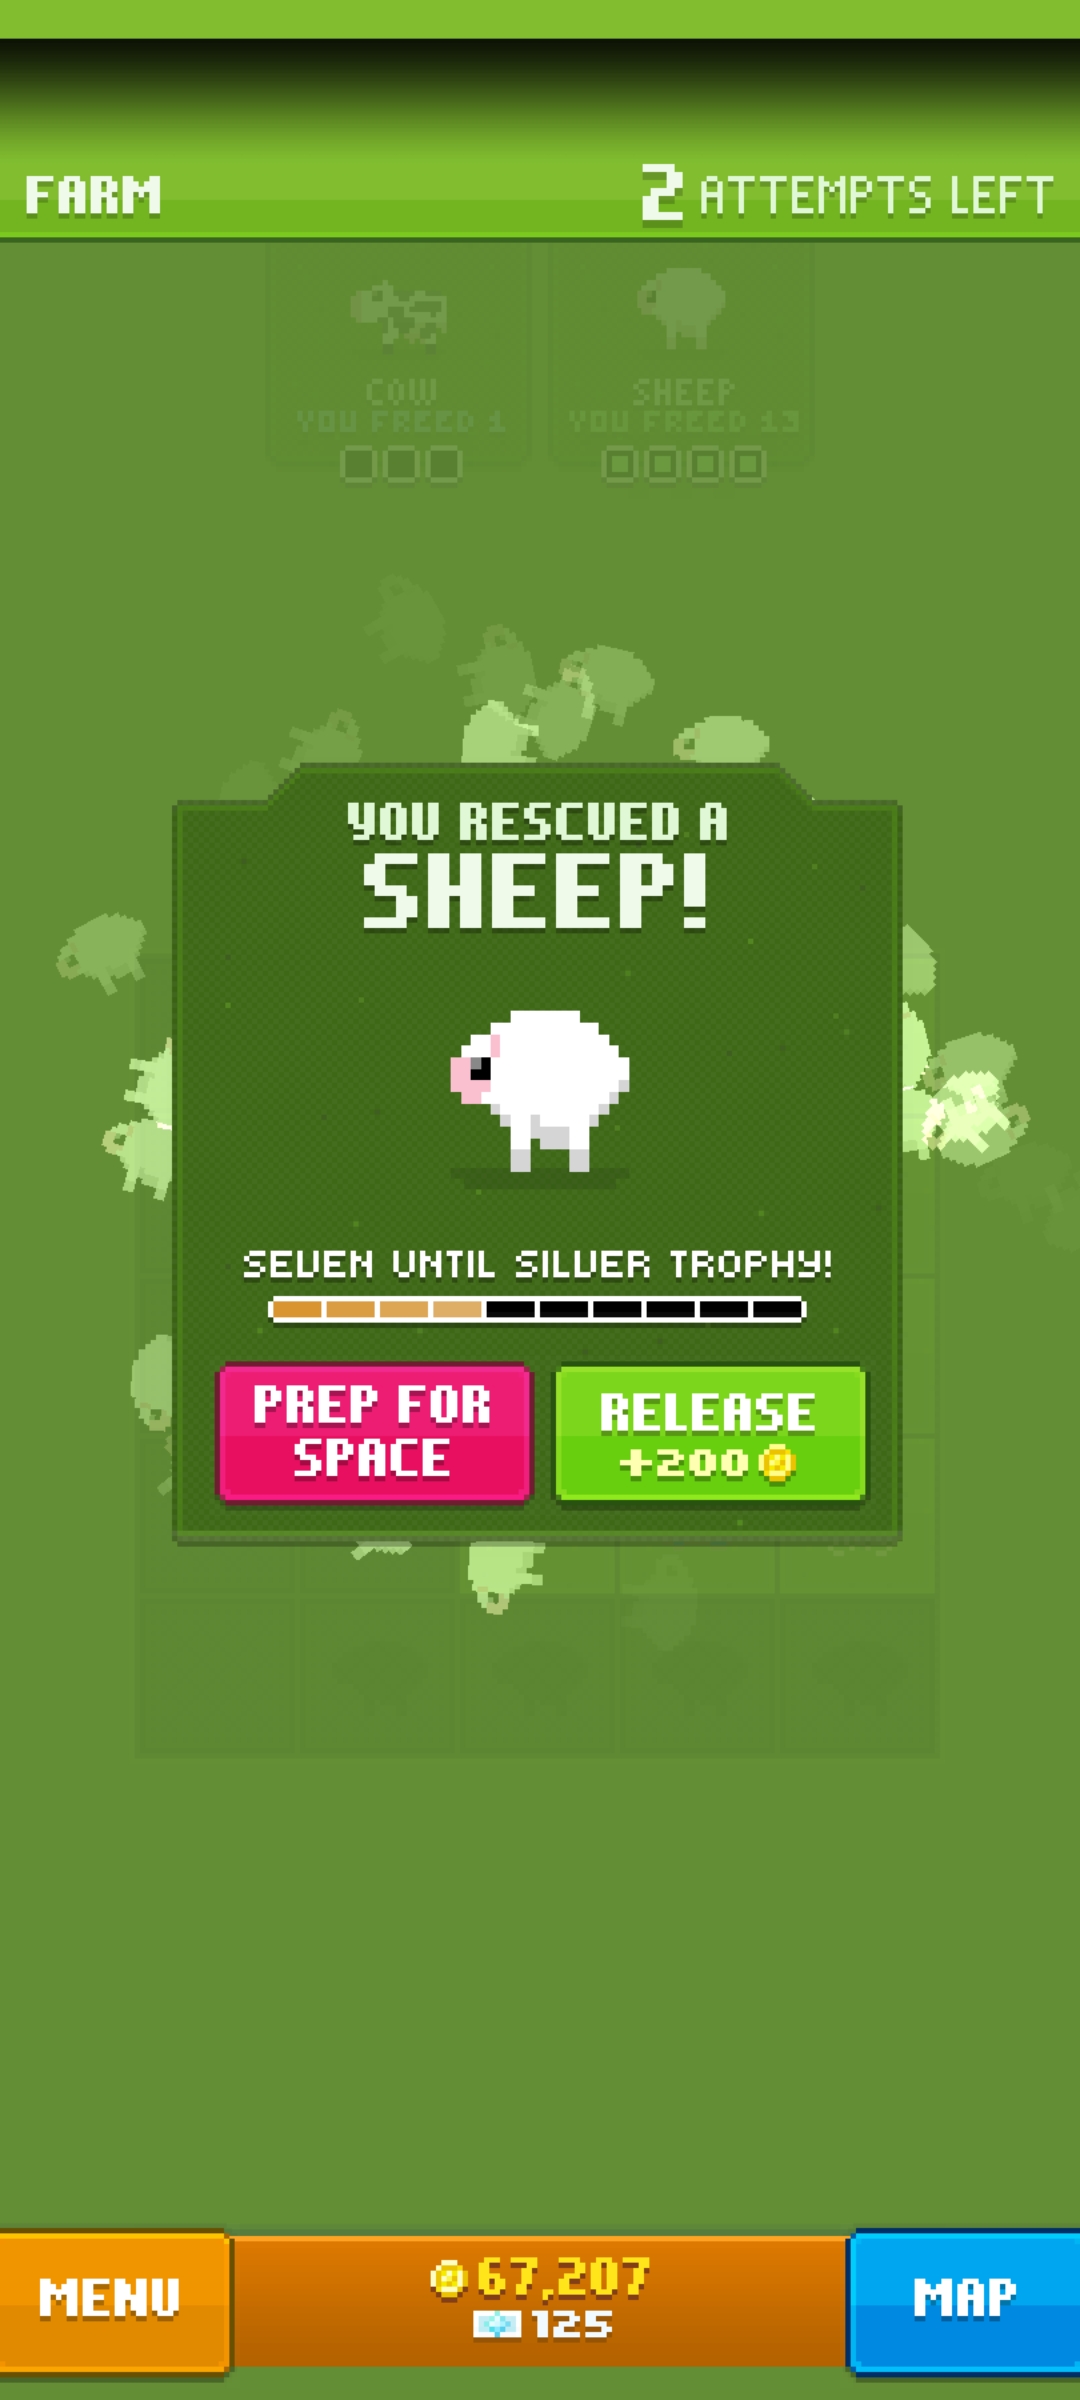 FARM
2 ATTEMPTS LEFT
COW
YOU FREED 1
SHEEP
YOU FREED 13
YOU RESCUED A
SHEEP!
SEVEN UNTIL SILVER TROPHY!
PREP FOR
SPACE
RELEASE
+200
MENU
67,207
125
MAP